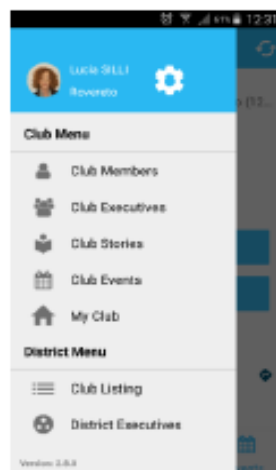 61% 12:31
Lucia SILLI
Rovereto
Club Menu
Club Members
Club Executives
Club Stories
Club Events
My Club
District Menu
Club Listing
District Executives